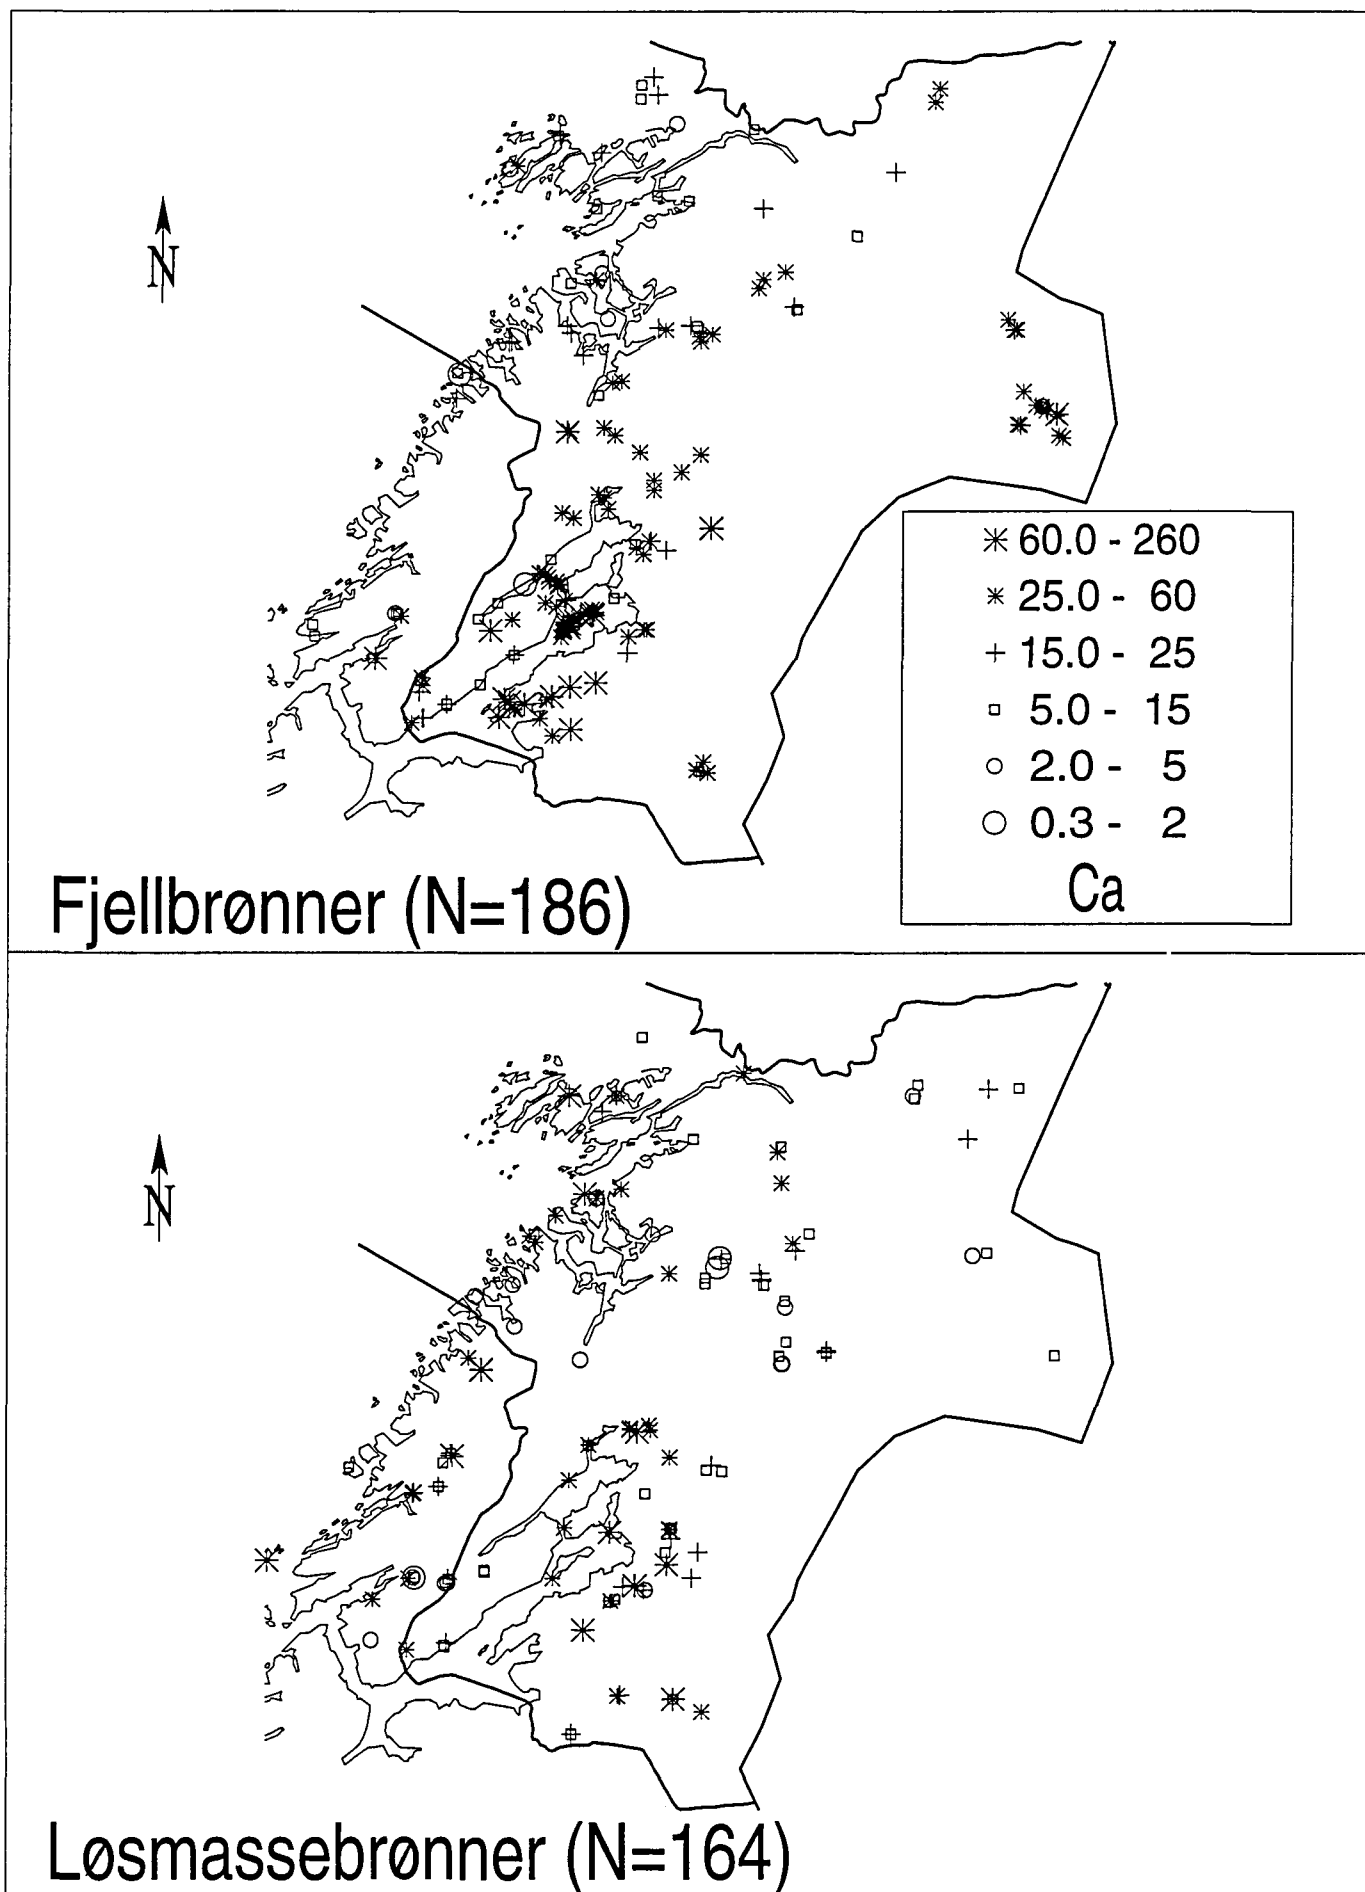 N
60.0 - 260
25.0 - 60
15.0 - 25
5.0 - 15
2.0 - 5
0.3 - 2
Ca
Fjellbrønner (N=186)
N
Løsmassebrønner (N=164)